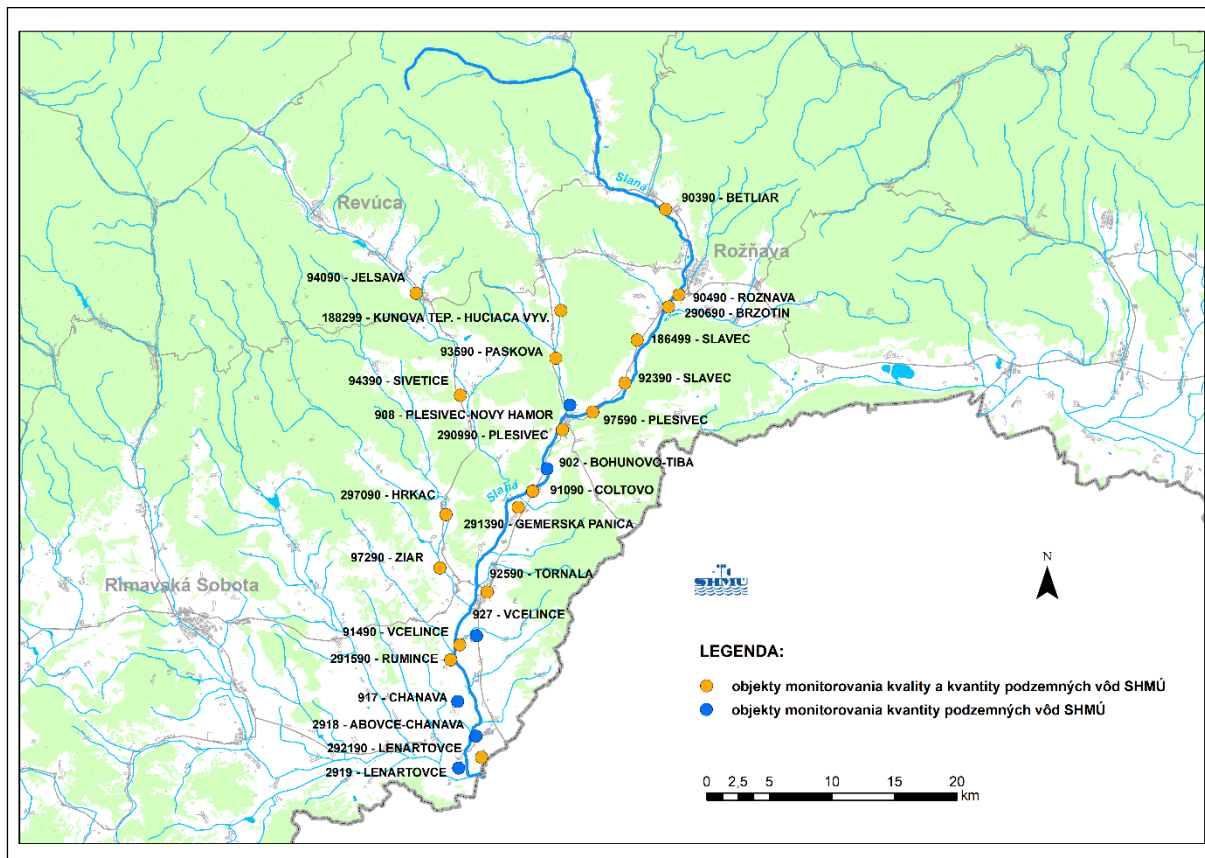 Slaná
90390 - BETLIAR
Revúca
Rožňava
94090 - JELSAVA
90490 - ROZNAVA
290690 - BRZOTIN
188299 - KUNOVA TEP. - HUCIACA VYV.
186499 - SLAVEC
93590 - PASKOVA
94390 - SIVETICE
92390 - SLAVEC
908 - PLESIVEC-NOVY HAMOR
97590 - PLESIVEC
290990 - PLESIVEC
902 - BOHUNOVO-TIBA
Slaná
91090 - COLTOVO
297090 - HRKAC
291390 - GEMERSKA PANICA
97290 - ZIAR
92590 - TORNALA
Rimavská Sobota
927 - VCELINCE
91490 - VCELINCE
291590 - RUMINCE
917 - CHANAVA
2918 - ABOVCE-CHANAVA
292190 - LENARTOVCE
2919 - LENARTOVCE
SHMÚ
N
LEGENDA:
objekty monitorovania kvality a kvantity podzemných vôd SHMÚ
objekty monitorovania kvantity podzemných vôd SHMÚ
0 2,5 5 10 15 20
km